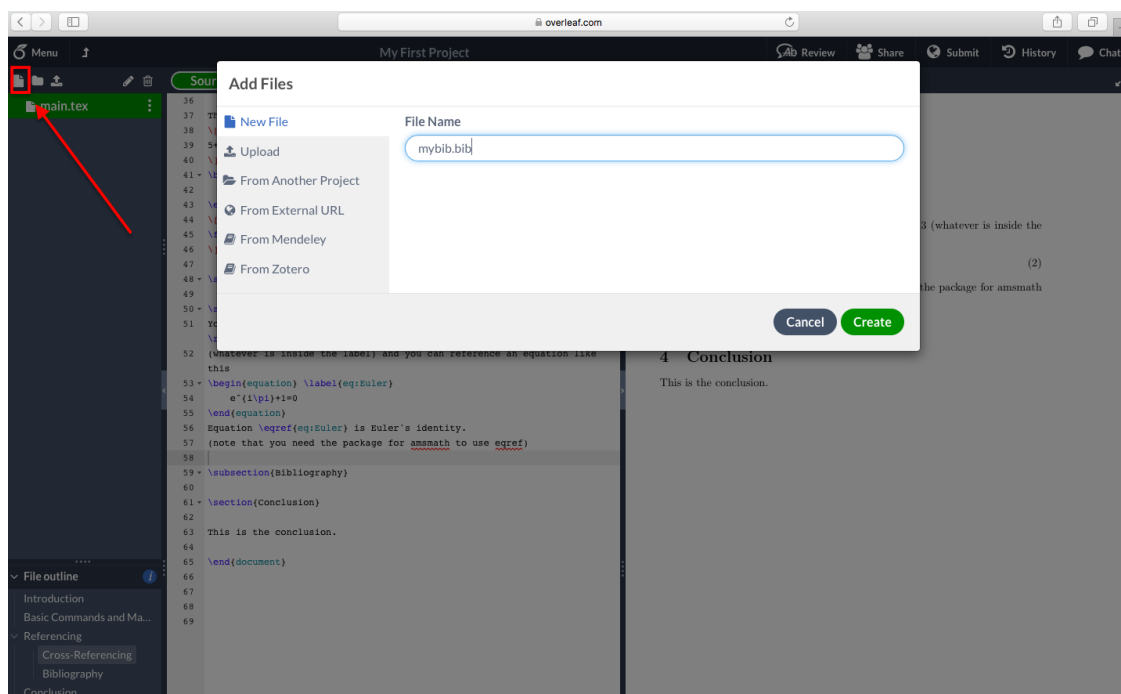 overleaf.com
Menu
My First Project
Review
Share
Submit
History
Chat
Sour
main.tex
Add Files
New File
Upload
From Another Project
From External URL
From Mendeley
From Zotero
File Name
mybib.bib
Cancel
Create
36
37
38 \
39 5+
40 \
41
42
43
44 \
45
46 \
47
48
49
50
51
52 (whatever is inside the label) and you can reference an equation like
this
53 \begin{equation} \label{eq:Euler}
54 e^{i\pi}+1=0
55 \end{equation}
56 Equation \eqref{eq:Euler} is Euler's identity.
57 (note that you need the package for amsmath to use eqref)
58
59 \subsection{Bibliography}
60
61 \section{Conclusion}
62
63 This is the conclusion.
64
65 \end{document}
66
67
68
69
3 (whatever is inside the
(2)
the package for amsmath
4 Conclusion
This is the conclusion.
File outline
Introduction
Basic Commands and Ma...
Referencing
Cross-Referencing
Bibliography
Conclusion